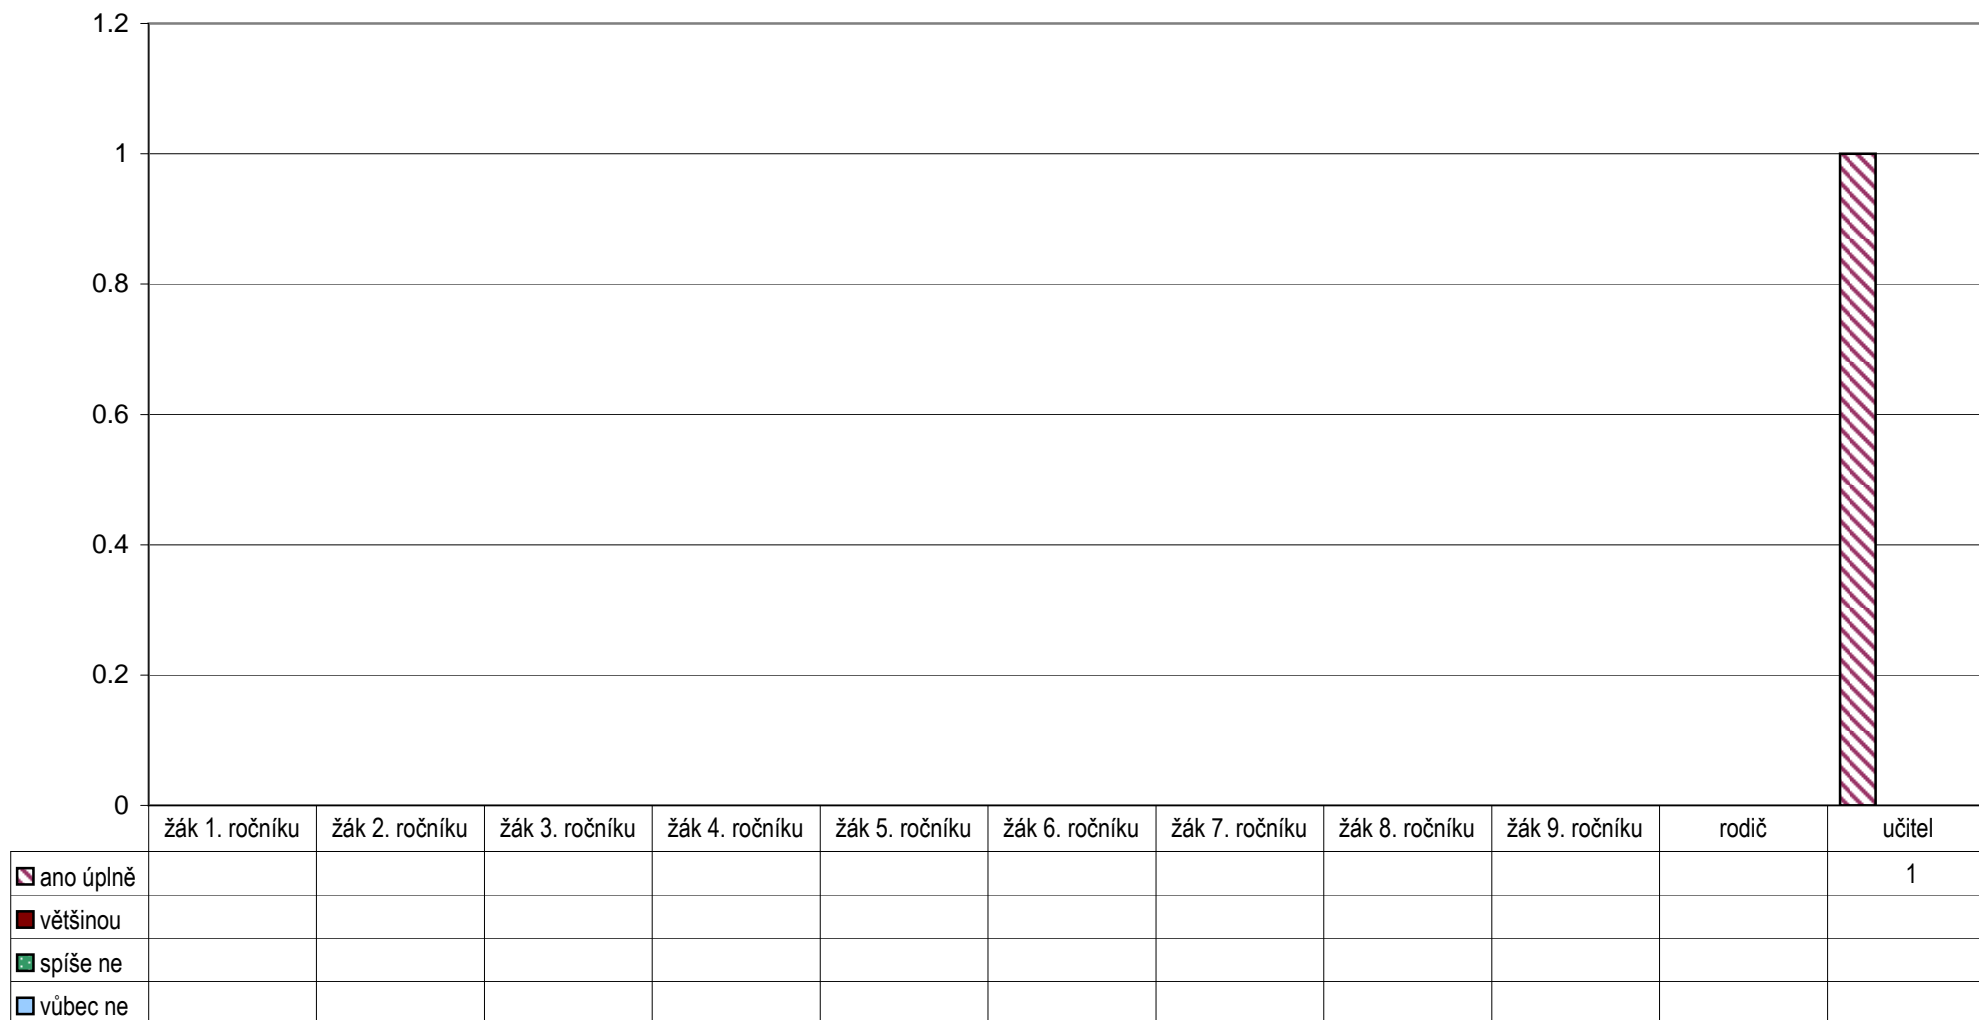 1.2
1
0.8
0.6
0.4
0.2
0
žák 1. ročníku žák 2. ročníku žák 3. ročníku žák 4. ročníku žák 5. ročníku žák 6. ročníku žák 7. ročníku žák 8. ročníku žák 9. ročníku rodič učitel
ano úplně 1
většinou
spíše ne
vůbec ne